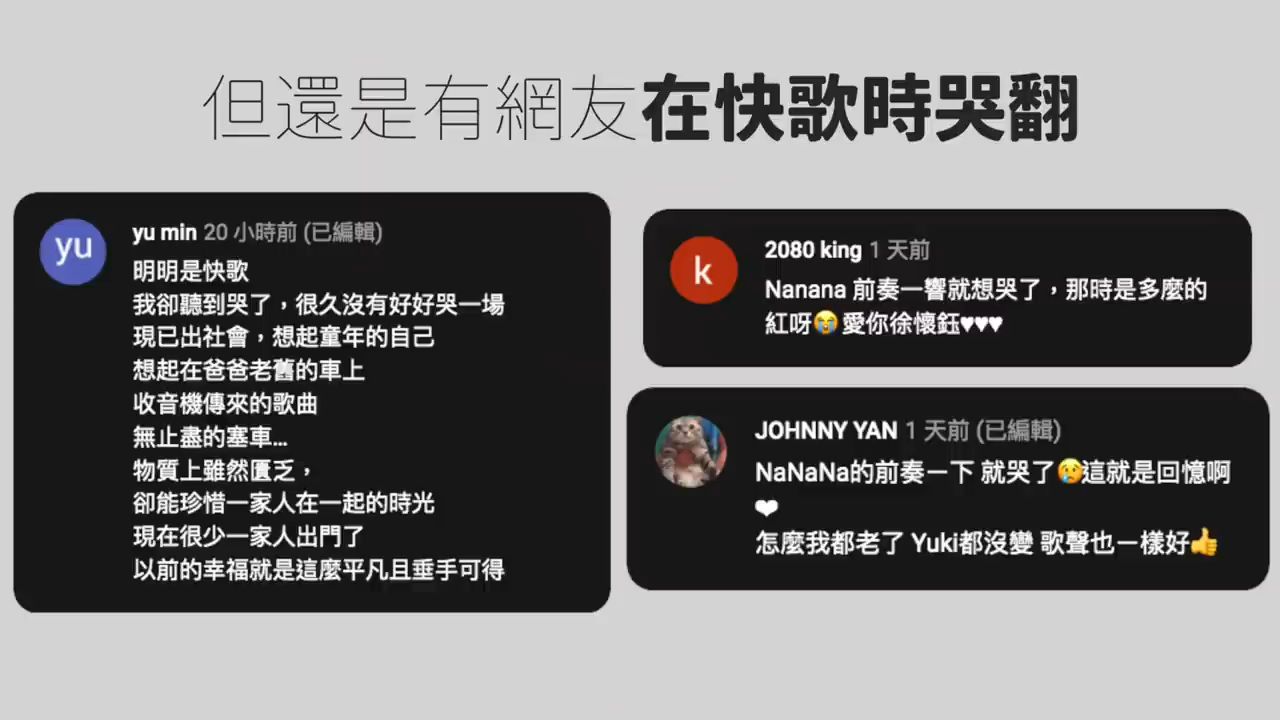 但還是有網友在快歌時哭翻
yu
yu min 20 小時前 (已編輯)
明明是快歌
我卻聽到哭了，很久沒有好好哭一場
現已出社會，想起童年的自己
想起在爸爸老舊的車上
收音機傳來的歌曲
無止盡的塞車...
物質上雖然匱乏，
卻能珍惜一家人在一起的時光
現在很少一家人出門了
以前的幸福就是這麼平凡且垂手可得
k
2080 king 1 天前
Nanana 前奏一響就想哭了，那時是多麼的
紅呀😭愛你徐懷鈺♥♥♥
JOHNNY YAN 1 天前 (已編輯)
NaNaNa的前奏一下 就哭了😢這就是回憶啊
❤
怎麼我都老了 Yuki都沒變 歌聲也一樣好👍